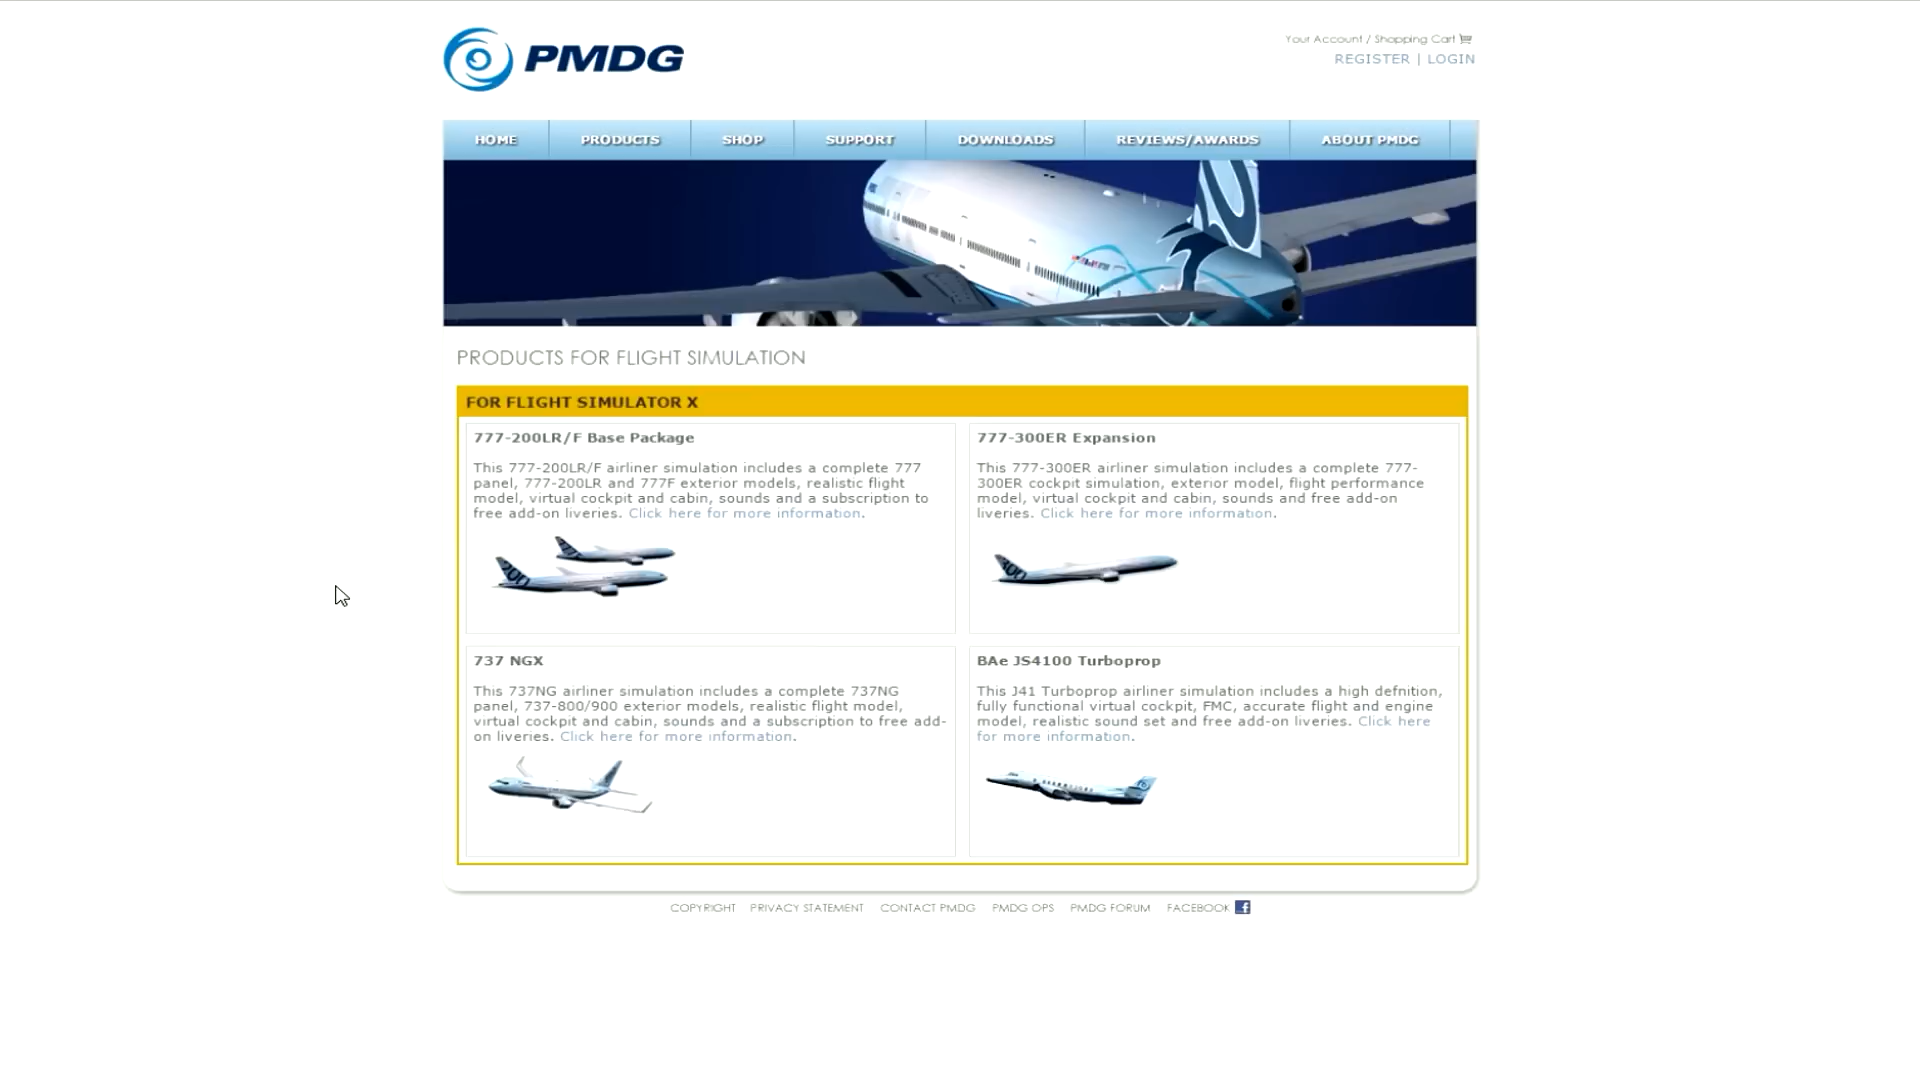 PMDG
Your Account / Shopping Cart
REGISTER | LOGIN
HOME PRODUCTS SHOP SUPPORT DOWNLOADS REVIEWS/AWARDS ABOUT PMDG
PRODUCTS FOR FLIGHT SIMULATION
FOR FLIGHT SIMULATOR X
777-200LR/F Base Package
This 777-200LR/F airliner simulation includes a complete 777
panel, 777-200LR and 777F exterior models, realistic flight
model, virtual cockpit and cabin, sounds and a subscription to
free add-on liveries. Click here for more information.
777-300ER Expansion
This 777-300ER airliner simulation includes a complete 777-
300ER cockpit simulation, exterior model, flight performance
model, virtual cockpit and cabin, sounds and free add-on
liveries. Click here for more information.
737 NGX
This 737NG airliner simulation includes a complete 737NG
panel, 737-800/900 exterior models, realistic flight model,
virtual cockpit and cabin, sounds and a subscription to free add-
on liveries. Click here for more information.
BAe JS4100 Turboprop
This J41 Turboprop airliner simulation includes a high defnition,
fully functional virtual cockpit, FMC, accurate flight and engine
model, realistic sound set and free add-on liveries. Click here
for more information.
COPYRIGHT PRIVACY STATEMENT CONTACT PMDG PMDG OPS PMDG FORUM FACEBOOK